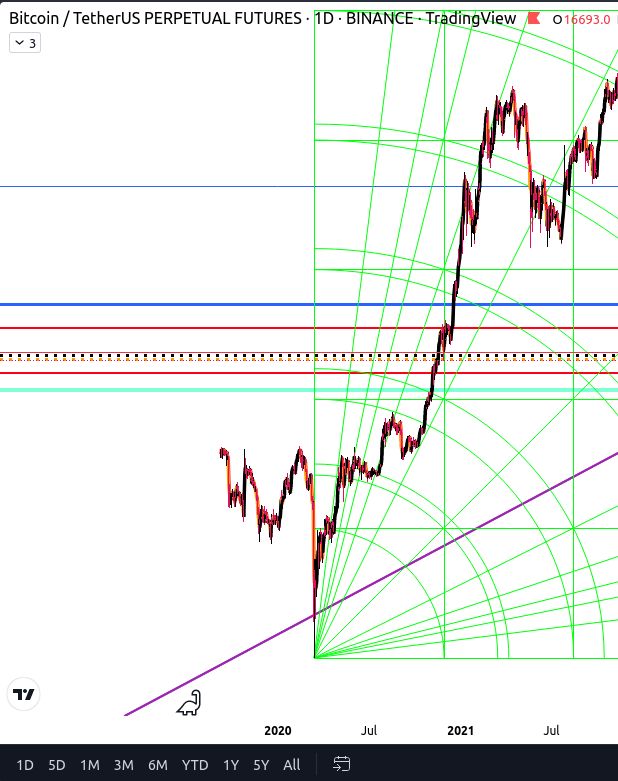 Bitcoin / TetherUS PERPETUAL FUTURES · 1D · BINANCE · TradingView O16693.0
3
2020 Jul 2021 Jul
1D 5D 1M 3M 6M YTD 1Y 5Y All